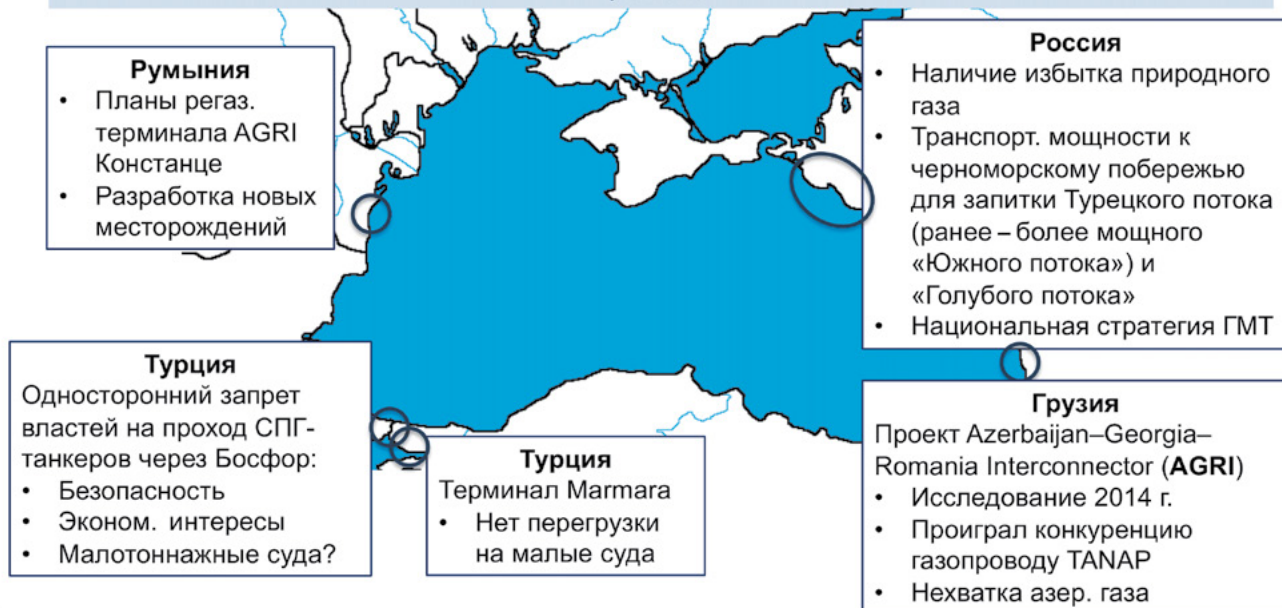 Румыния
• Планы регаз.
терминала AGRI
Констанце
• Разработка новых
месторождений
Россия
• Наличие избытка природного
газа
• Транспорт. мощности к
черноморскому побережью
для запитки Турецкого потока
(ранее – более мощного
«Южного потока») и
«Голубого потока»
• Национальная стратегия ГМТ
Турция
Односторонний запрет
властей на проход СПГ-
танкеров через Босфор:
• Безопасность
• Эконом. интересы
• Малотоннажные суда?
Турция
Терминал Marmara
• Нет перегрузки
на малые суда
Грузия
Проект Azerbaijan–Georgia–
Romania Interconnector (AGRI)
• Исследование 2014 г.
• Проиграл конкуренцию
газопроводу TANAP
• Нехватка азер. газа